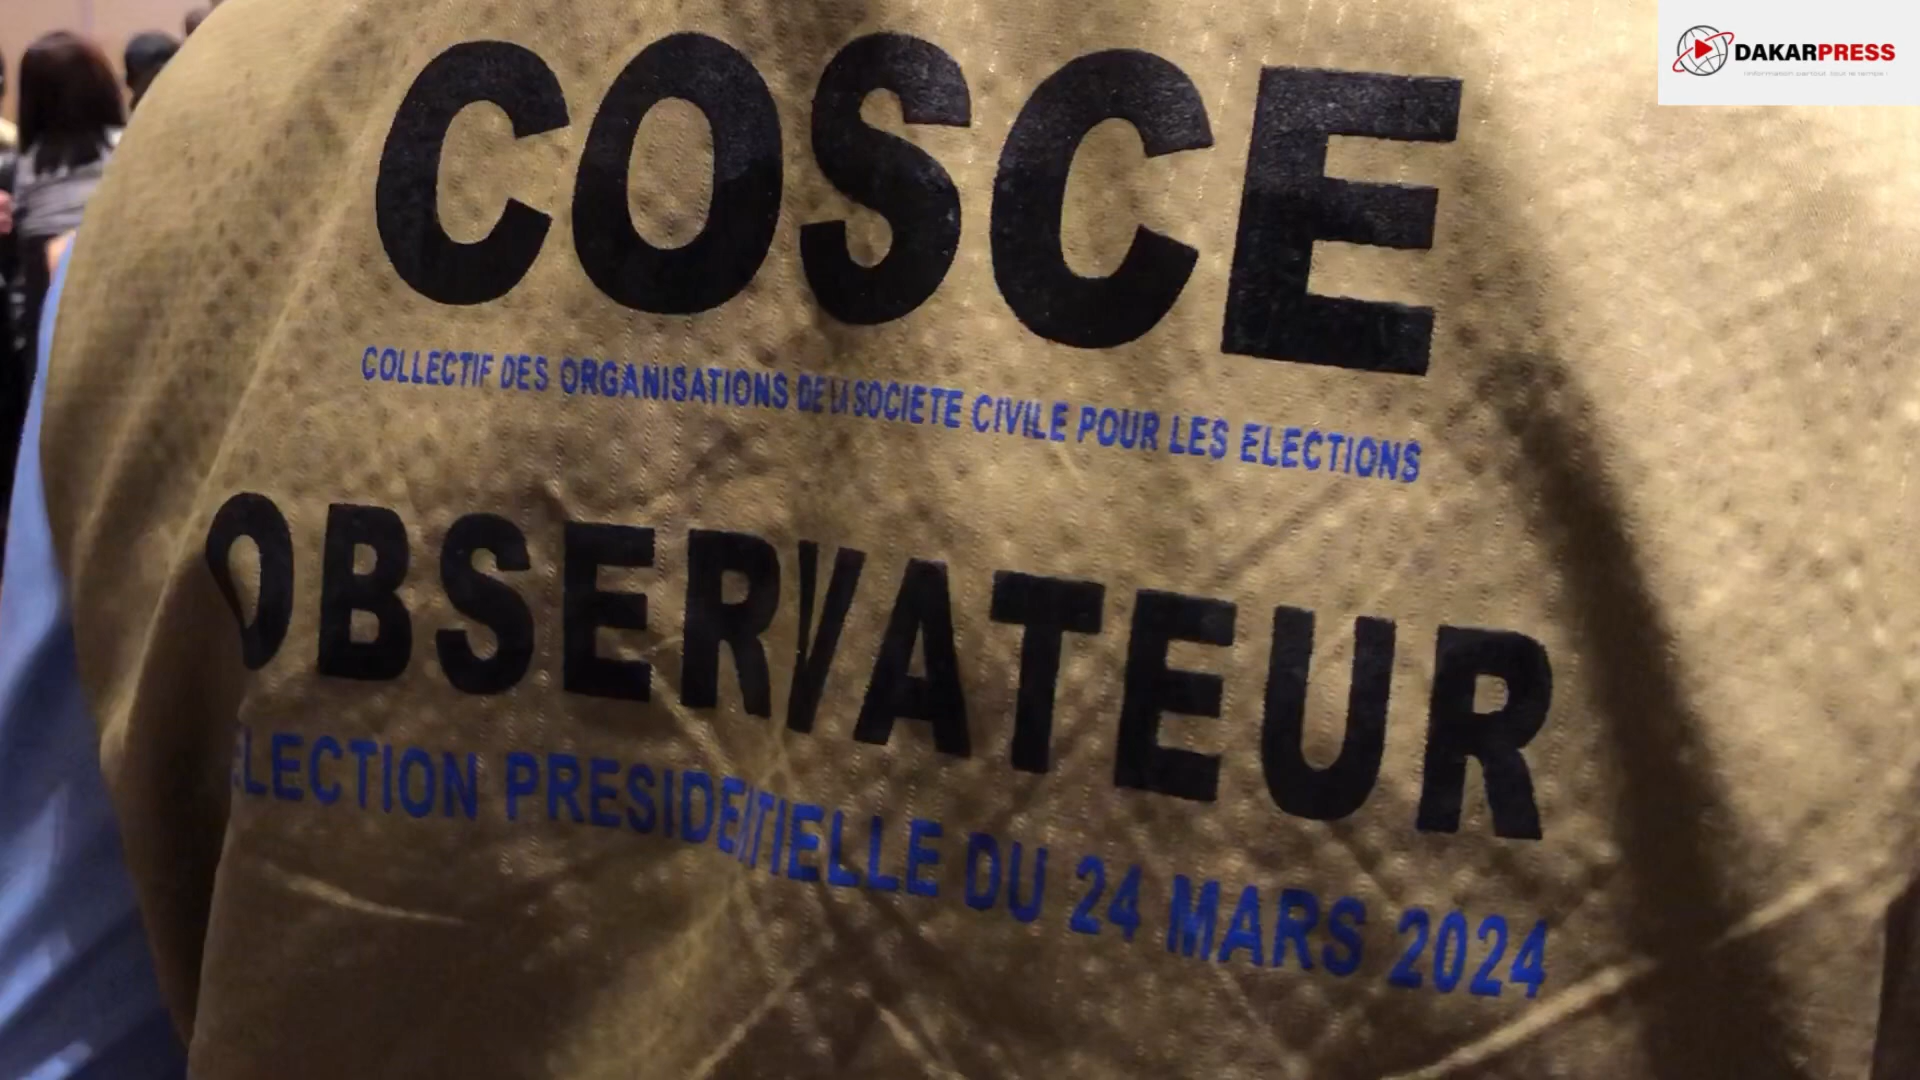 DAKARPRESS
COSCE
COLLECTIF DES ORGANISATIONS DE LA SOCIETE CIVILE POUR LES ELECTIONS
OBSERVATEUR
ELECTION PRESIDENTIELLE DU 24 MARS 2024